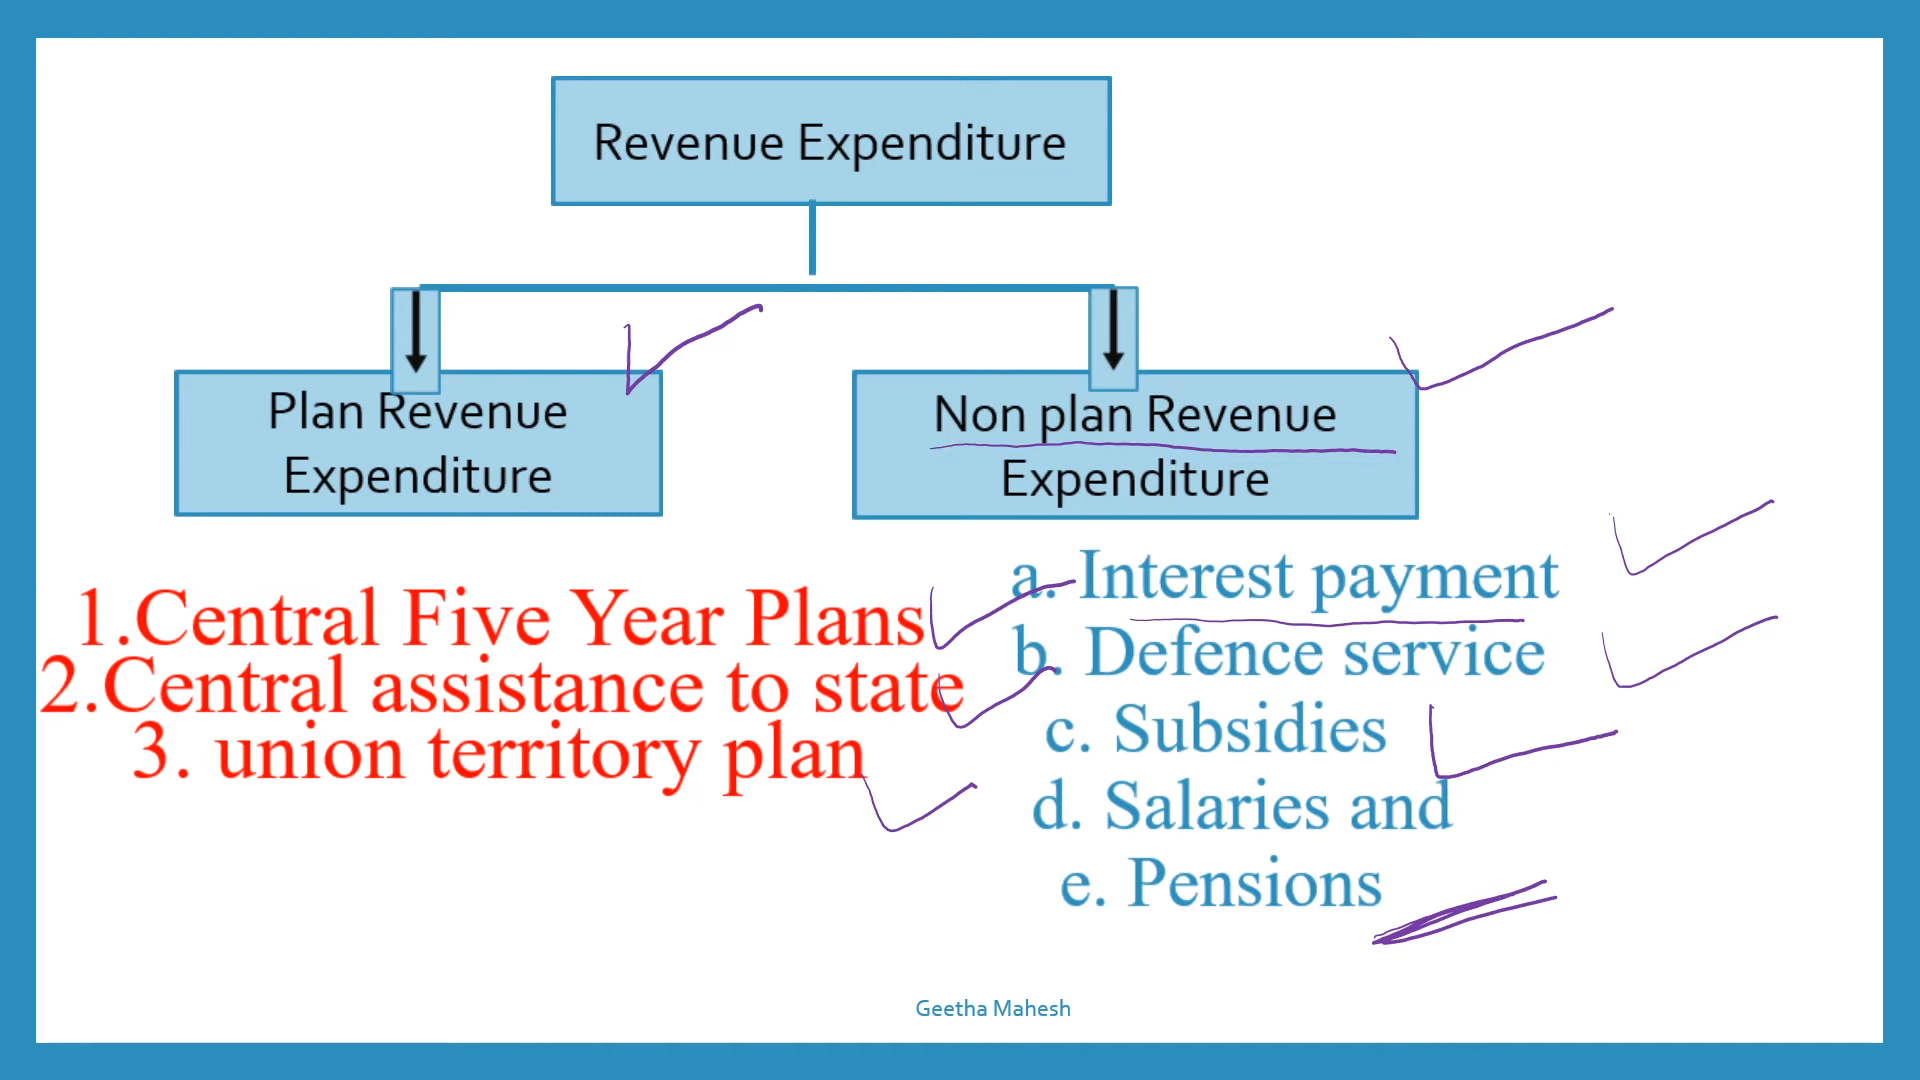 Revenue Expenditure
Plan Revenue
Expenditure
Non plan Revenue
Expenditure
1.Central Five Year Plans
2.Central assistance to state
3. union territory plan
a. Interest payment
b. Defence service
c. Subsidies
d. Salaries and
e. Pensions
Geetha Mahesh